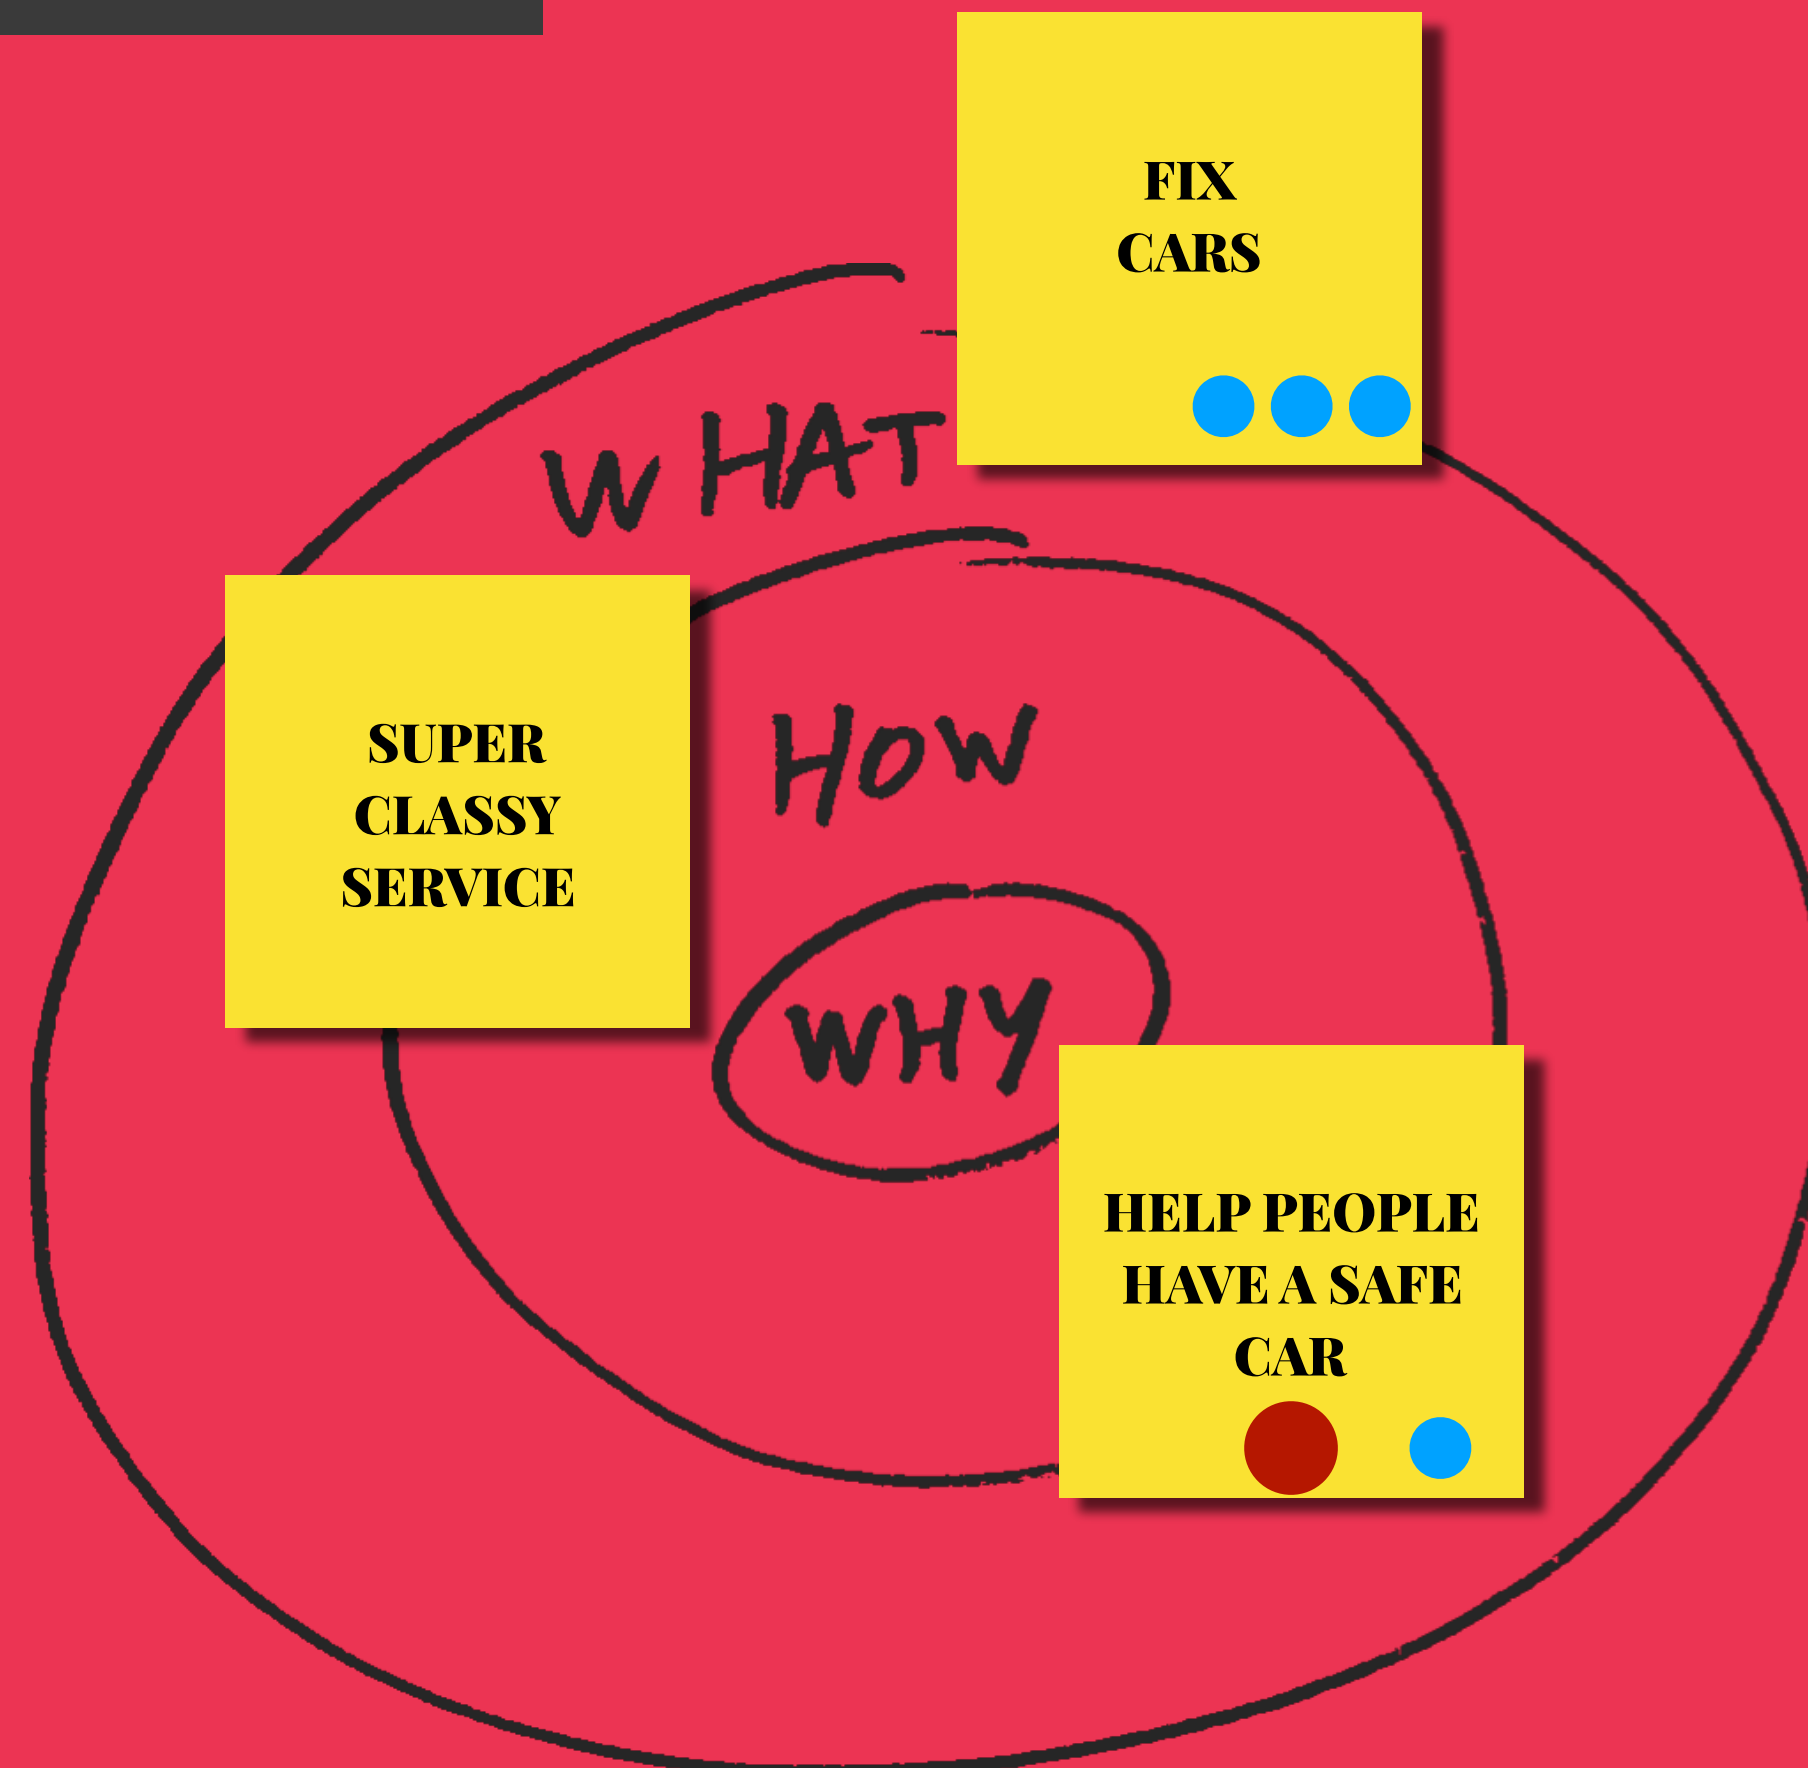 FIX
CARS
WHAT
SUPER
CLASSY
SERVICE
HOW
WHY
HELP PEOPLE
HAVE A SAFE
CAR